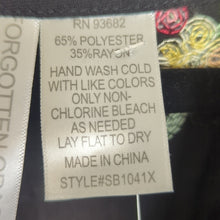 RN 93682
65% POLYESTER
35%RAYON
HAND WASH COLD
WITH LIKE COLORS
ONLY NON-
CHLORINE BLEACH
AS NEEDED
LAY FLAT TO DRY
MADE IN CHINA
STYLE#SB1041X
FORGOTTEN